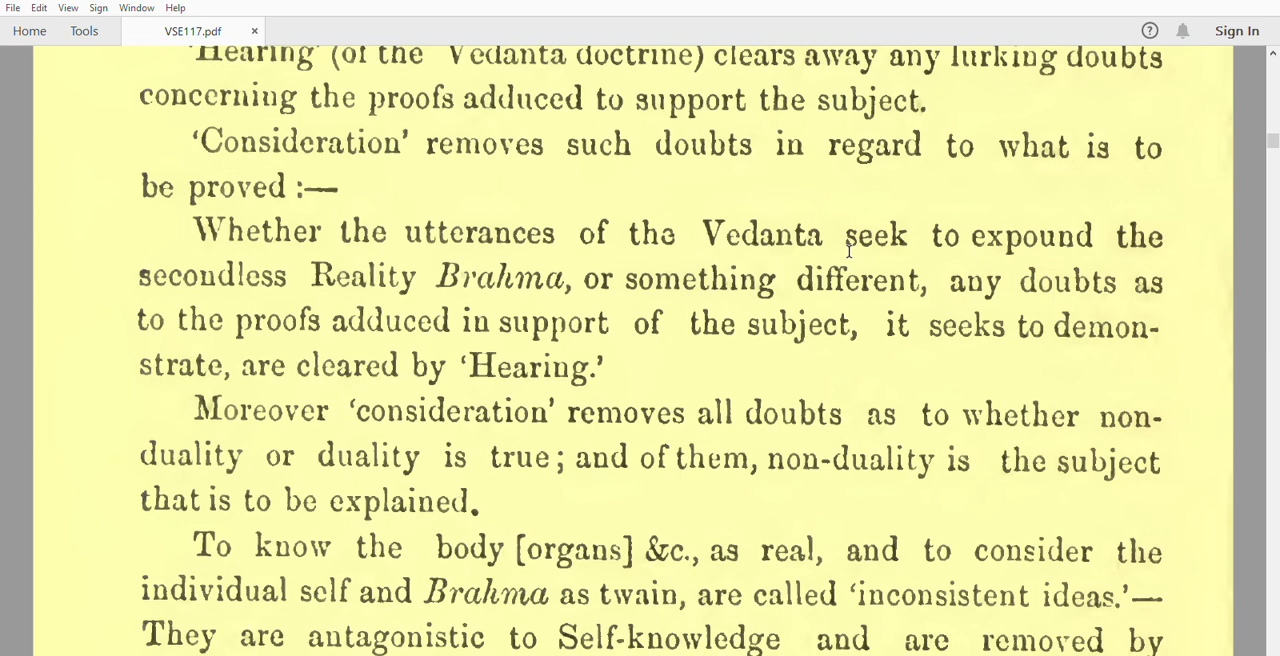 File Edit View Sign Window Help
Home Tools VSE117.pdf × ? Sign In
'Hearing' (of the Vedanta doctrine) clears away any lurking doubts
concerning the proofs adduced to support the subject.
'Consideration' removes such doubts in regard to what is to
be proved :—
Whether the utterances of the Vedanta seek to expound the
secondless Reality Brahma, or something different, any doubts as
to the proofs adduced in support of the subject, it seeks to demon-
strate, are cleared by 'Hearing.'
Moreover 'consideration' removes all doubts as to whether non-
duality or duality is true; and of them, non-duality is the subject
that is to be explained.
To know the body [organs] &c., as real, and to consider the
individual self and Brahma as twain, are called 'inconsistent ideas.'—
They are antagonistic to Self-knowledge and are removed by